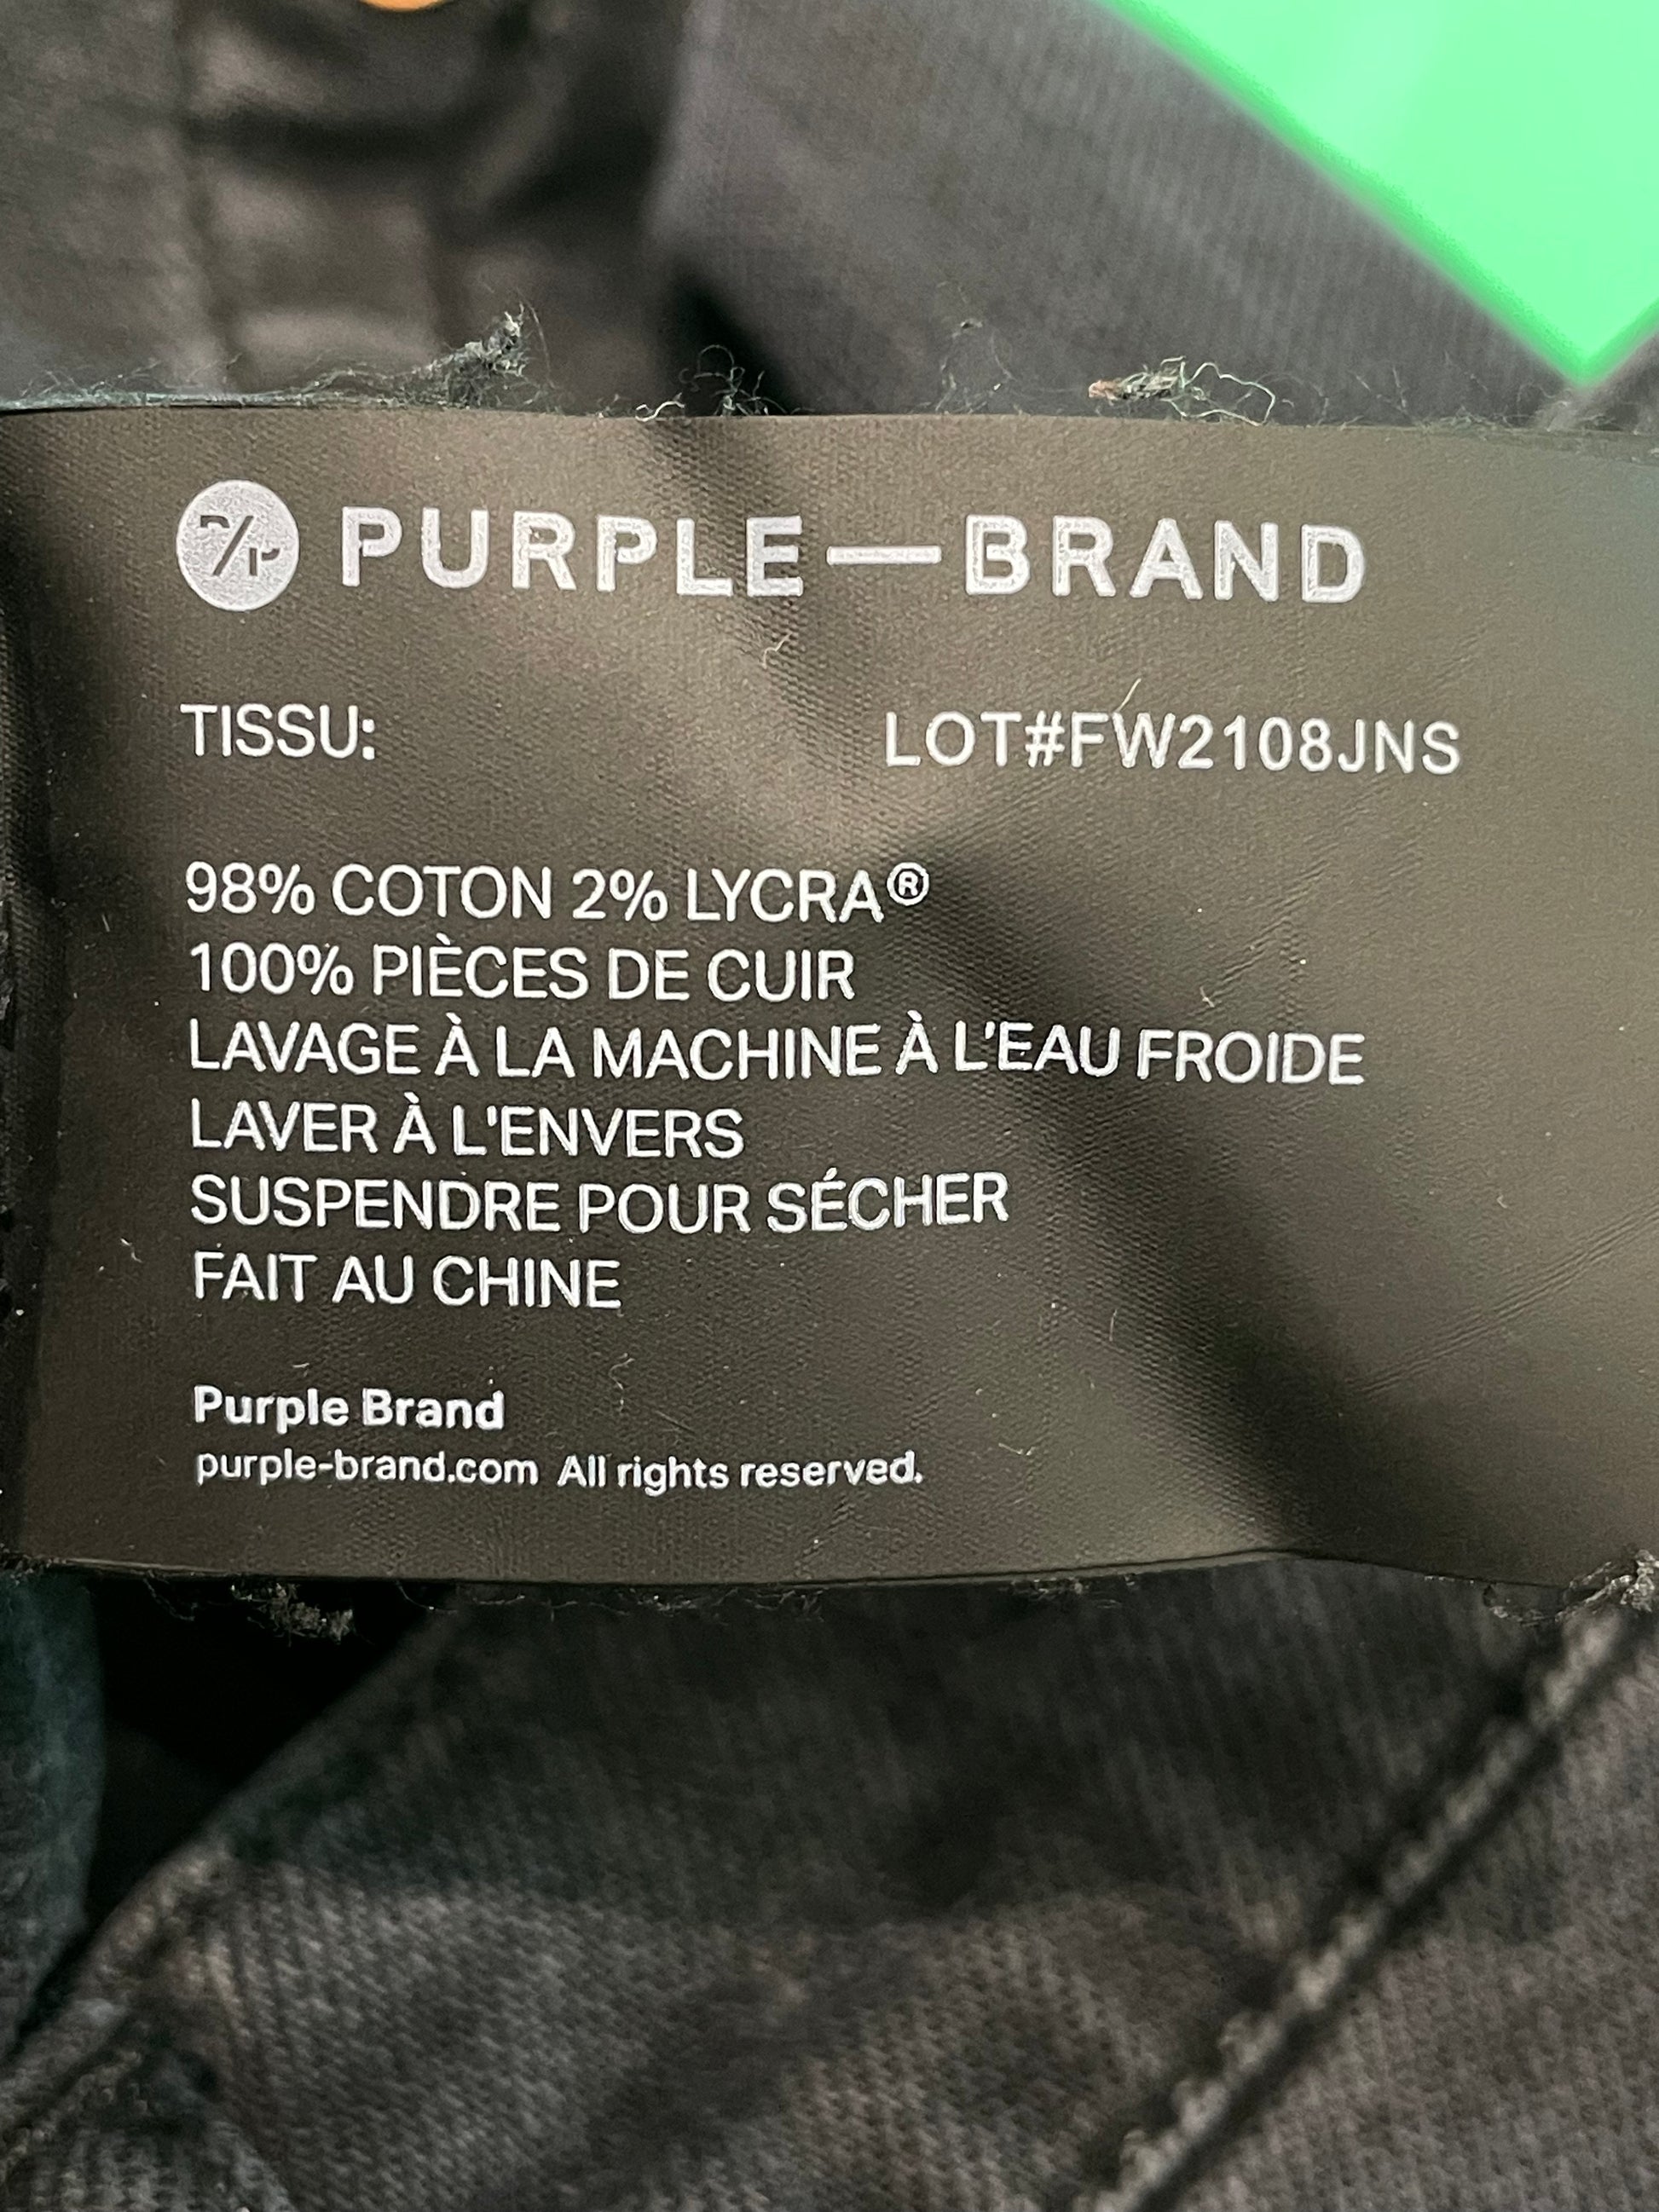 PURPLE—BRAND
TISSU: LOT#FW2108JNS
98% COTON 2% LYCRA®
100% PIÈCES DE CUIR
LAVAGE À LA MACHINE À L'EAU FROIDE
LAVER À L'ENVERS
SUSPENDRE POUR SÉCHER
FAIT AU CHINE
Purple Brand
purple-brand.com All rights reserved.